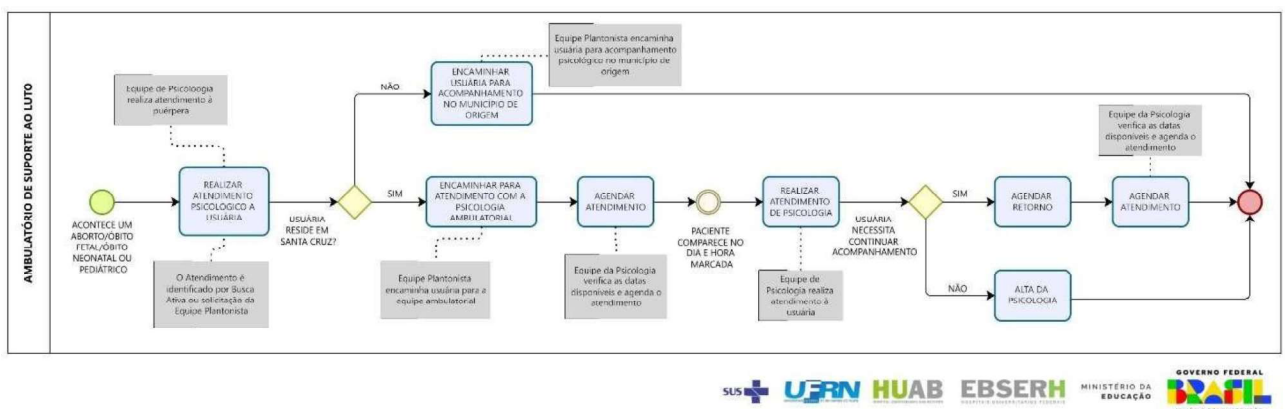 AMBULATÓRIO DE SUPORTE AO LUTO
ACONTECE UM
ABORTO/ÓBITO
FETAL/ÓBITO
NEONATAL OU
PEDIÁTRICO
Equipe de Psicologia
realiza atendimento à
puérpera
REALIZAR
ATENDIMENTO
PSICOLOGICO A
USUÁRIA
O Atendimento é
identificado por Busca
Ativa ou solicitação da
Equipe Plantonista
USUÁRIA
RESIDE EM
SANTA CRUZ?
NÃO
ENCAMINHAR
USUÁRIA PARA
ACOMPANHAMENTO
NO MUNICÍPIO DE
ORIGEM
Equipe Plantonista encaminha
usuária para acompanhamento
psicológico no município de
origem
SIM
ENCAMINHAR PARA
ATENDIMENTO COM A
PSICOLOGIA
AMBULATORIAL
Equipe Plantonista
encaminha usuária para a
equipe ambulatorial
AGENDAR
ATENDIMENTO
Equipe da Psicologia
verifica as datas
disponíveis e agenda o
atendimento
PACIENTE
COMPARECE NO
DIA E HORA
MARCADA
REALIZAR
ATENDIMENTO
DE PSICOLOGIA
Equipe de
Psicologia realiza
atendimento à
usuária
USUÁRIA
NECESSITA
CONTINUAR
ACOMPANHAMENTO
SIM
AGENDAR
RETORNO
AGENDAR
ATENDIMENTO
Equipe da Psicologia
verifica as datas
disponíveis e agenda o
atendimento
NÃO
ALTA DA
PSICOLOGIA
SUS
UFRN
HUAB
EBSERH
HOSPITAIS UNIVERSITÁRIOS FEDERAIS
MINISTÉRIO DA
EDUCAÇÃO
GOVERNO FEDERAL
BRASIL